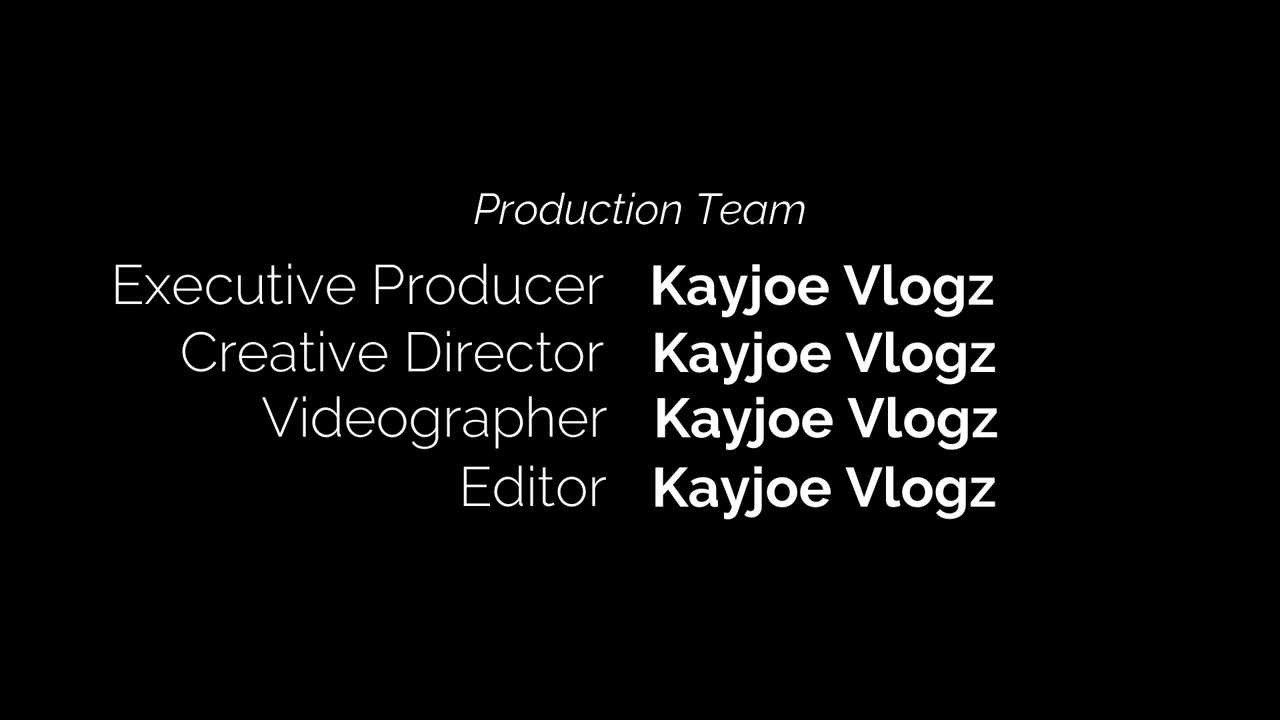 Production Team
Executive Producer Kayjoe Vlogz
Creative Director Kayjoe Vlogz
Videographer Kayjoe Vlogz
Editor Kayjoe Vlogz